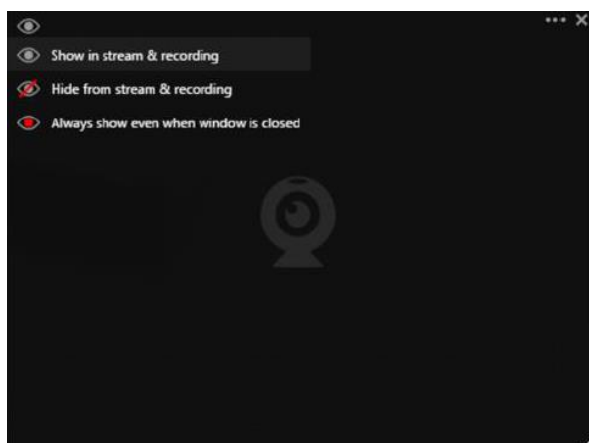 Show in stream & recording
Hide from stream & recording
Always show even when window is closed